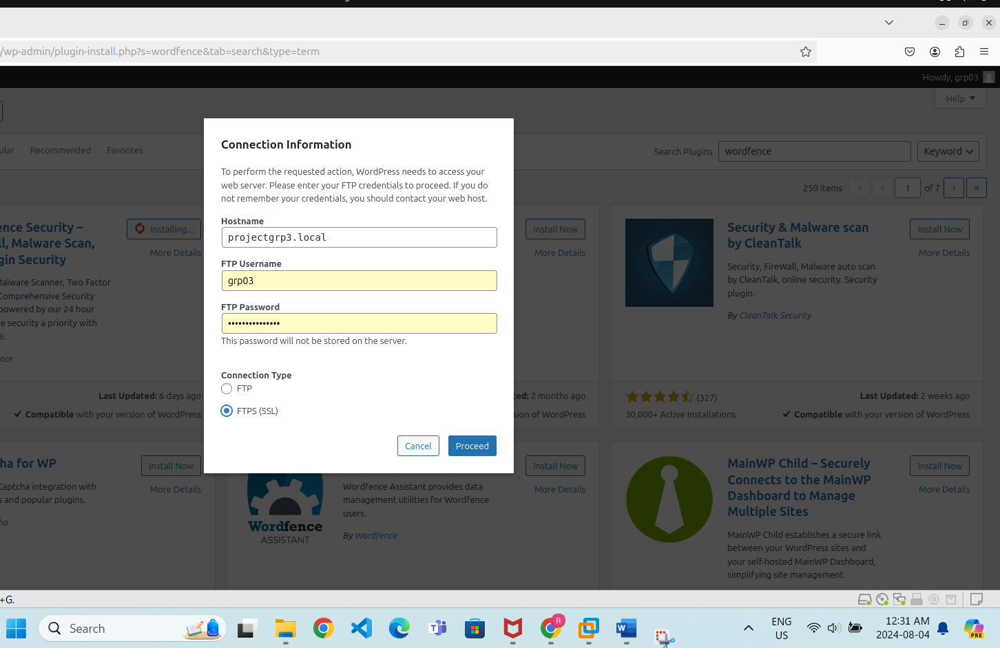 /wp-admin/plugin-install.php?s=wordfence&tab=search&type=term
Howdy, grp03
Help
Recommended
Favorites
Search Plugins
wordfence
Keyword
250 items
«
‹
1
of 7
›
»
Connection Information
To perform the requested action, WordPress needs to access your
web server. Please enter your FTP credentials to proceed. If you do
not remember your credentials, you should contact your web host.
Hostname
projectgrp3.local
FTP Username
grp03
FTP Password
•••••••••••••••
This password will not be stored on the server.
Connection Type
FTP
FTPS (SSL)
Cancel
Proceed
ence Security –
l, Malware Scan,
gin Security
Installing...
More Details
Malware Scanner, Two Factor
Comprehensive Security
powered by our 24 hour
e security a priority with
e.
nce
Last Updated: 6 days ago
Compatible with your version of WordPress
Install Now
More Details
ed: 2 months ago
sion of WordPress
Security & Malware scan
by CleanTalk
Install Now
More Details
Security, FireWall, Malware auto scan
by CleanTalk, online security. Security
plugin.
By CleanTalk Security
(327)
Last Updated: 2 weeks ago
30,000+ Active Installations
Compatible with your version of WordPress
ha for WP
Install Now
More Details
Captcha integration with
s and popular plugins.
ha
Wordfence
ASSISTANT
Install Now
More Details
Wordfence Assistant provides data
management utilities for Wordfence
users.
By Wordfence
MainWP Child – Securely
Connects to the MainWP
Dashboard to Manage
Multiple Sites
Install Now
More Details
MainWP Child establishes a secure link
between your WordPress sites and
your self-hosted MainWP Dashboard,
simplifying site management.
+G.
Search
R
W
ENG
US
12:31 AM
2024-08-04
PRE